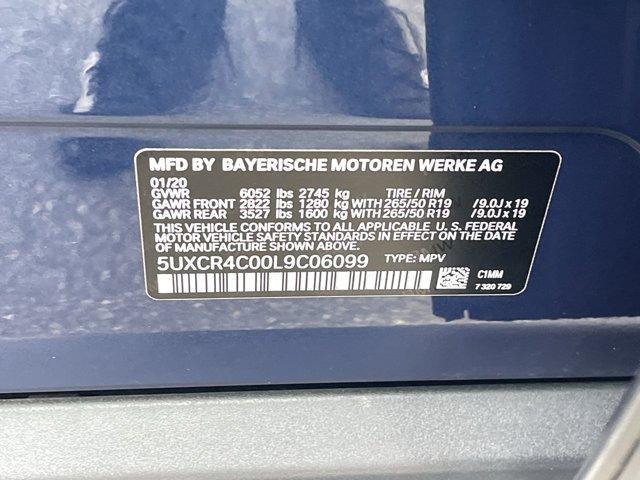 MFD BY BAYERISCHE MOTOREN WERKE AG
01/20
GVWR 6052 lbs 2745 kg TIRE / RIM
GAWR FRONT 2822 lbs 1280 kg WITH 265/50 R19 /9.0J x 19
GAWR REAR 3527 lbs 1600 kg WITH 265/50 R19 /9.0J x 19
THIS VEHICLE CONFORMS TO ALL APPLICABLE U.S. FEDERAL
MOTOR VEHICLE SAFETY STANDARDS IN EFFECT ON THE DATE
OF MANUFACTURE SHOWN ABOVE.
5UXCR4C00L9C06099 TYPE: MPV
C1MM
7 320 729